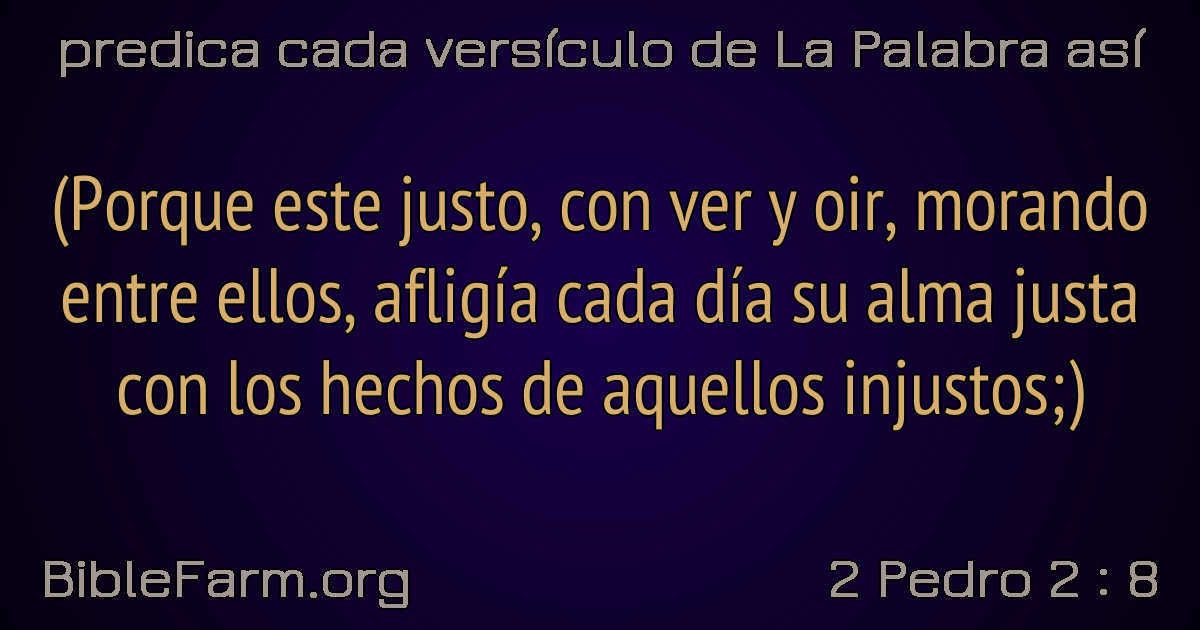 predica cada versículo de La Palabra así
(Porque este justo, con ver y oir, morando
entre ellos, afligía cada día su alma justa
con los hechos de aquellos injustos;)
BibleFarm.org
2 Pedro 2 : 8